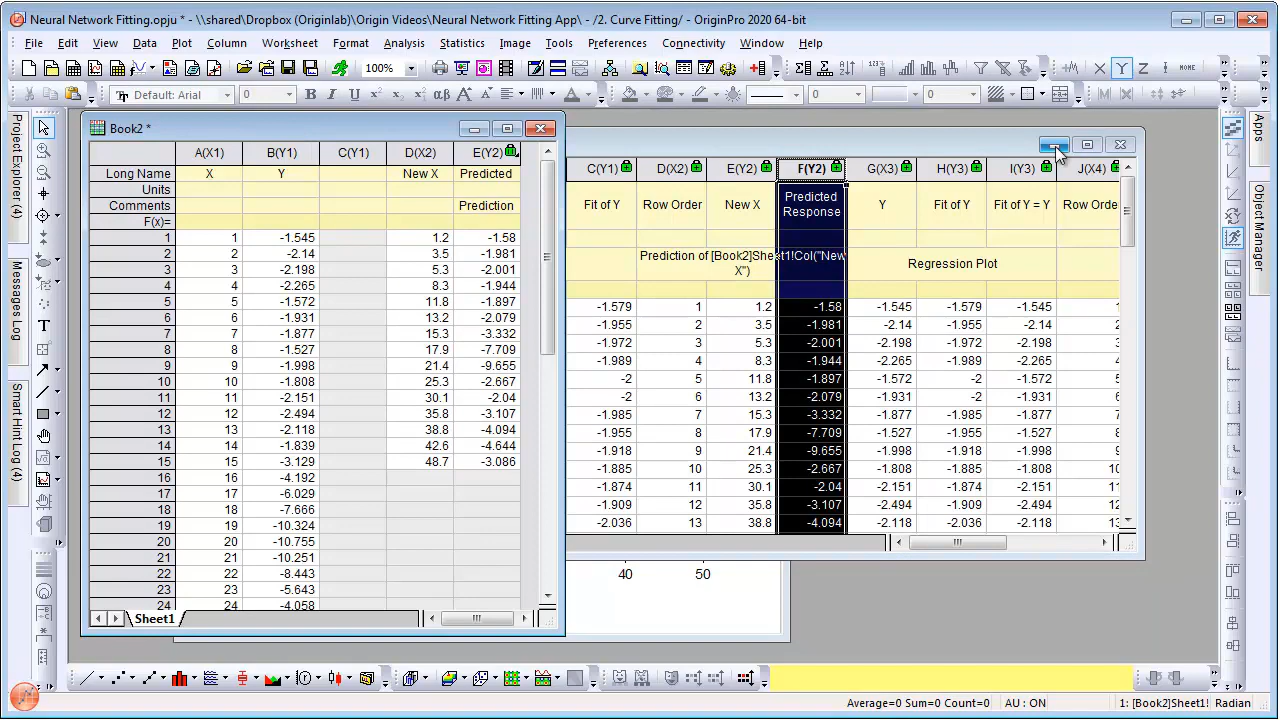 Neural Network Fitting.opju * - \\shared\Dropbox (Originlab)\Origin Videos\Neural Network Fitting App\ - /2. Curve Fitting/ - OriginPro 2020 64-bit
File Edit View Data Plot Column Worksheet Format Analysis Statistics Image Tools Preferences Connectivity Window Help
100%
Default: Arial 0 B I U αβ A A A 0 0 0
Book2 *
A(X1) B(Y1) C(Y1) D(X2) E(Y2)
Long Name X Y New X Predicted
Units
Comments Prediction
F(x)=
1 1 -1.545 1.2 -1.58
2 2 -2.14 3.5 -1.981
3 3 -2.198 5.3 -2.001
4 4 -2.265 8.3 -1.944
5 5 -1.572 11.8 -1.897
6 6 -1.931 13.2 -2.079
7 7 -1.877 15.3 -3.332
8 8 -1.527 17.9 -7.709
9 9 -1.998 21.4 -9.655
10 10 -1.808 25.3 -2.667
11 11 -2.151 30.1 -2.04
12 12 -2.494 35.8 -3.107
13 13 -2.118 38.8 -4.094
14 14 -1.839 42.6 -4.644
15 15 -3.129 48.7 -3.086
16 16 -4.192
17 17 -6.029
18 18 -7.666
19 19 -10.324
20 20 -10.755
21 21 -10.251
22 22 -8.443
23 23 -5.643
24 24 -4.058
Sheet1
C(Y1) D(X2) E(Y2) F(Y2) G(X3) H(Y3) I(Y3) J(X4)
Fit of Y Row Order New X Predicted Response Y Fit of Y Fit of Y = Y Row Orde
Prediction of [Book2]Sheet1!Col("New X") Regression Plot
-1.579 1 1.2 -1.58 -1.545 -1.579 -1.545 1
-1.955 2 3.5 -1.981 -2.14 -1.955 -2.14 2
-1.972 3 5.3 -2.001 -2.198 -1.972 -2.198 3
-1.989 4 8.3 -1.944 -2.265 -1.989 -2.265 4
-2 5 11.8 -1.897 -1.572 -2 -1.572 5
-2 6 13.2 -2.079 -1.931 -2 -1.931 6
-1.985 7 15.3 -3.332 -1.877 -1.985 -1.877 7
-1.955 8 17.9 -7.709 -1.527 -1.955 -1.527 8
-1.918 9 21.4 -9.655 -1.998 -1.918 -1.998 9
-1.885 10 25.3 -2.667 -1.808 -1.885 -1.808 1
-1.874 11 30.1 -2.04 -2.151 -1.874 -2.151 1
-1.909 12 35.8 -3.107 -2.494 -1.909 -2.494 1
-2.036 13 38.8 -4.094 -2.118 -2.036 -2.118 1
40 50
Project Explorer (4)
Messages Log
Smart Hint Log (4)
Apps
Object Manager
Average=0 Sum=0 Count=0 AU : ON 1: [Book2]Sheet1! Radian